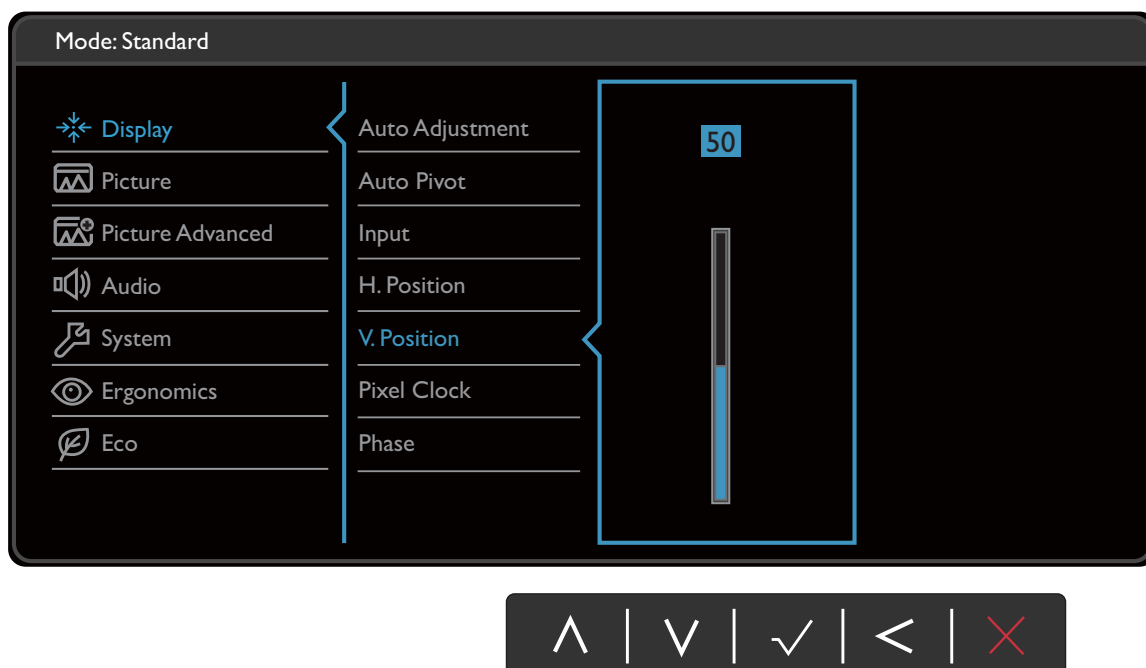 Mode: Standard
Display
Picture
Picture Advanced
Audio
System
Ergonomics
Eco
Auto Adjustment
Auto Pivot
Input
H. Position
V. Position
Pixel Clock
Phase
50